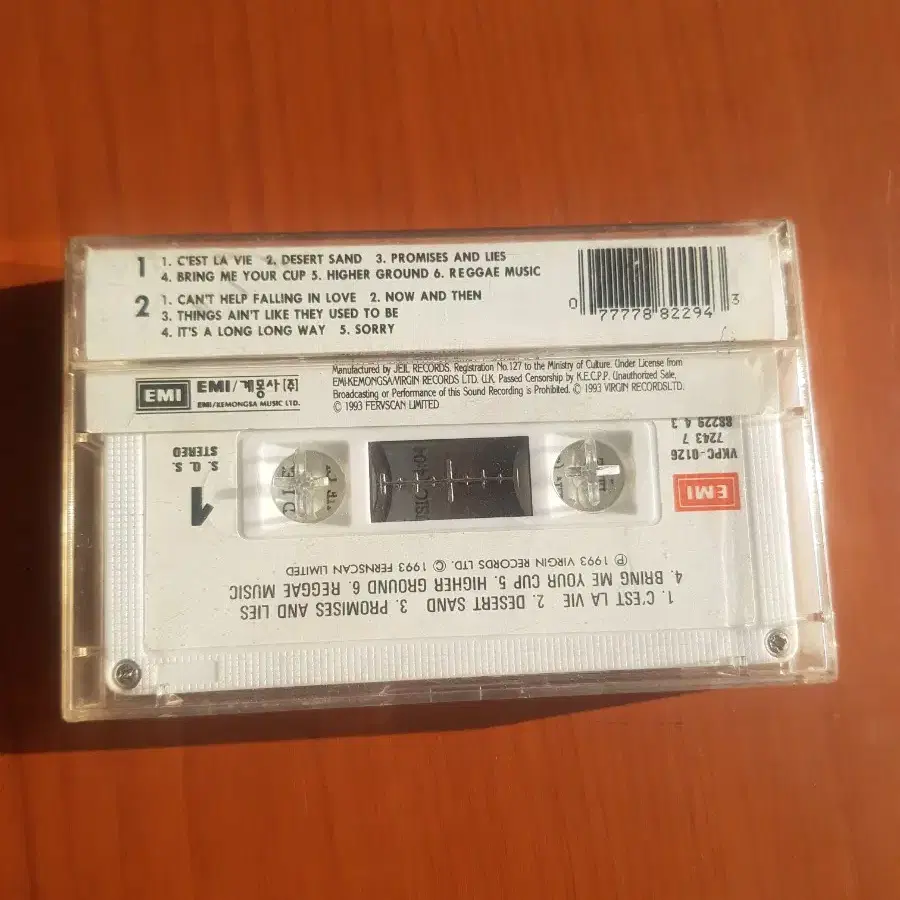 1 1. C'EST LA VIE 2. DESERT SAND 3. PROMISES AND LIES
4. BRING ME YOUR CUP 5. HIGHER GROUND 6. REGGAE MUSIC
2 1. CAN'T HELP FALLING IN LOVE 2. NOW AND THEN
3. THINGS AIN'T LIKE THEY USED TO BE
4. IT'S A LONG LONG WAY 5. SORRY
0 77778 82294 3
EMI EMI/계몽사㈜
EMI/KEMONGSA MUSIC LTD.
Manufactured by JEIL RECORDS. Registration No.127 to the Ministry of Culture. Under License from
EMI-KEMONGSA/VIRGIN RECORDS LTD. U.K. Passed Censorship by K.E.C.P.P. Unauthorized Sale,
Broadcasting or Performance of this Sound Recording is Prohibited. © 1993 VIRGIN RECORDS LTD.
© 1993 FERVSCAN LIMITED
1. C'EST LA VIE 2. DESERT SAND 3. PROMISES AND LIES
4. BRING ME YOUR CUP 5. HIGHER GROUND 6. REGGAE MUSIC
℗ 1993 VIRGIN RECORDS LTD. © 1993 FERNSCAN LIMITED
EMI
1
VKPC-0126
7243 7
88229 4 3
S. Q. S.
STEREO